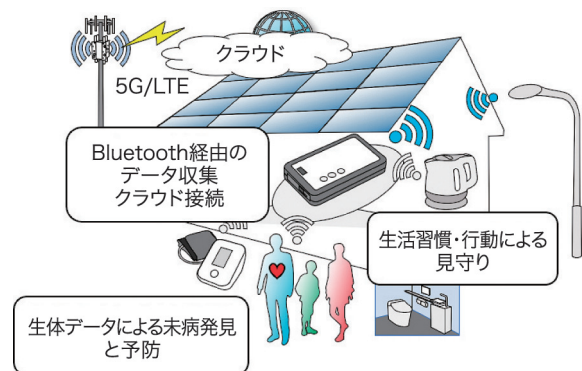 クラウド
5G/LTE
Bluetooth経由の
データ収集
クラウド接続
生活習慣・行動による
見守り
生体データによる未病発見
と予防